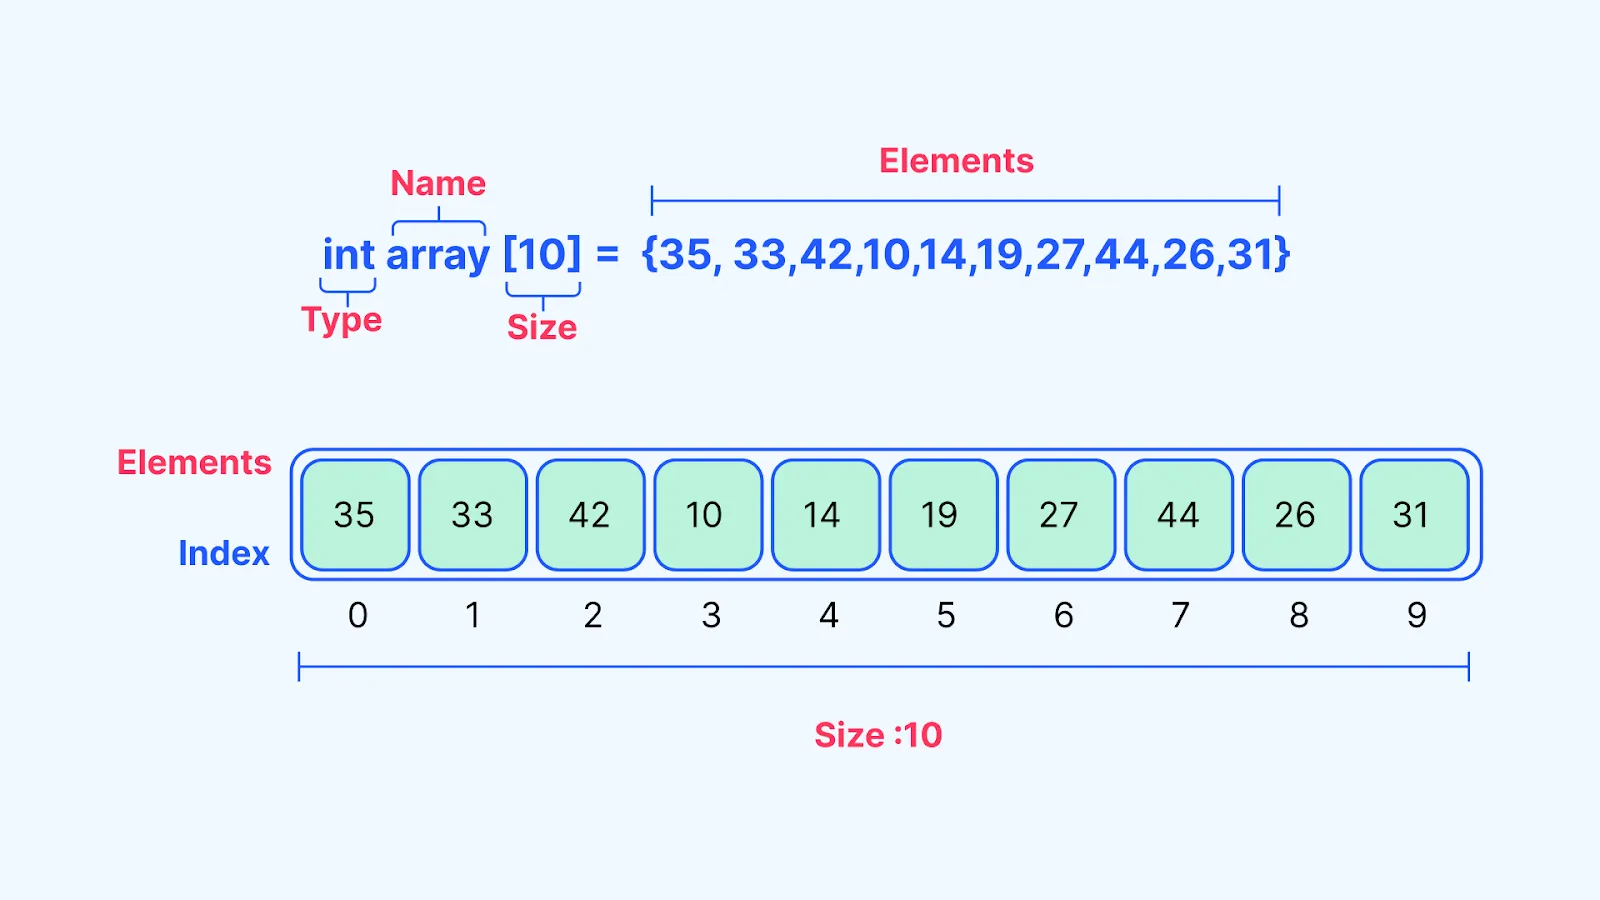 Elements
Name
int array [10] = {35, 33,42,10,14,19,27,44,26,31}
Type
Size
Elements
35 33 42 10 14 19 27 44 26 31
Index
0 1 2 3 4 5 6 7 8 9
Size :10